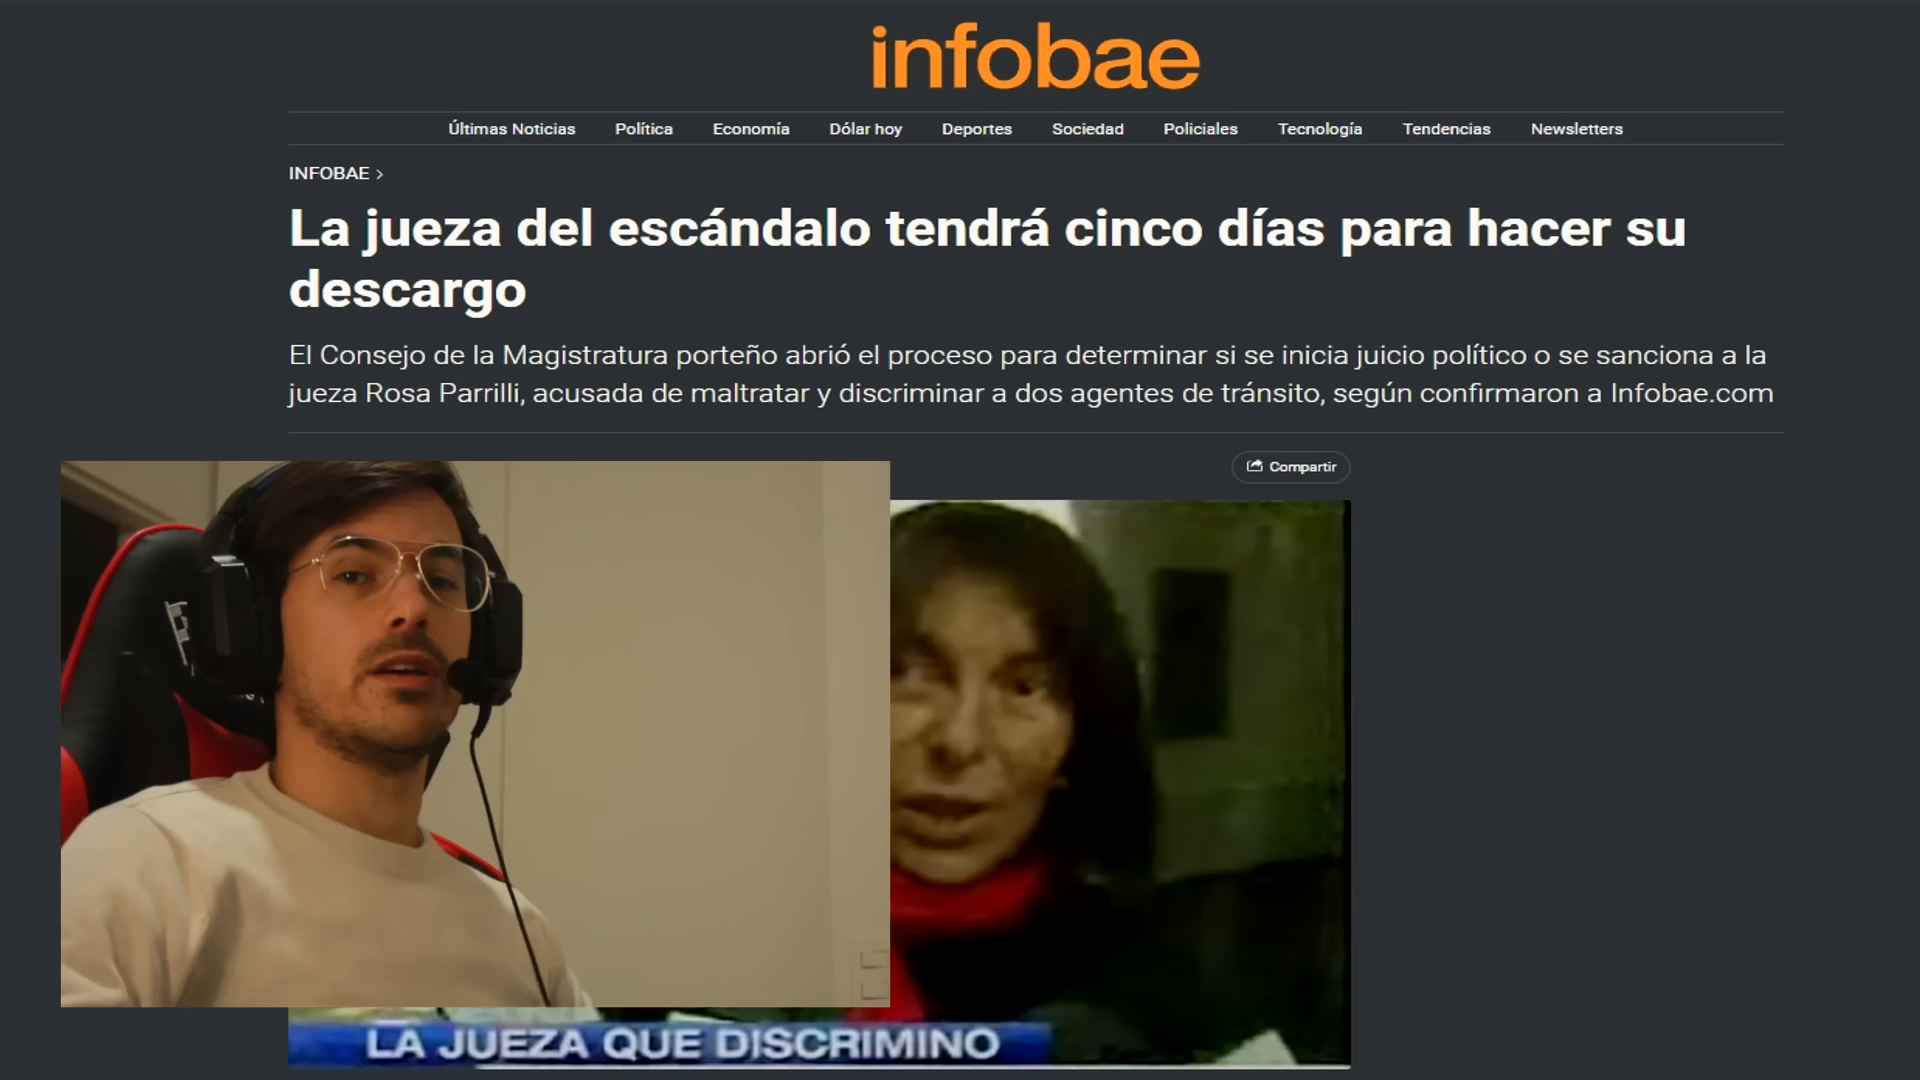 infobae
Últimas Noticias Política Economía Dólar hoy Deportes Sociedad Policiales Tecnología Tendencias Newsletters
INFOBAE >
La jueza del escándalo tendrá cinco días para hacer su
descargo
El Consejo de la Magistratura porteño abrió el proceso para determinar si se inicia juicio político o se sanciona a la
jueza Rosa Parrilli, acusada de maltratar y discriminar a dos agentes de tránsito, según confirmaron a Infobae.com
Compartir
LA JUEZA QUE DISCRIMINO